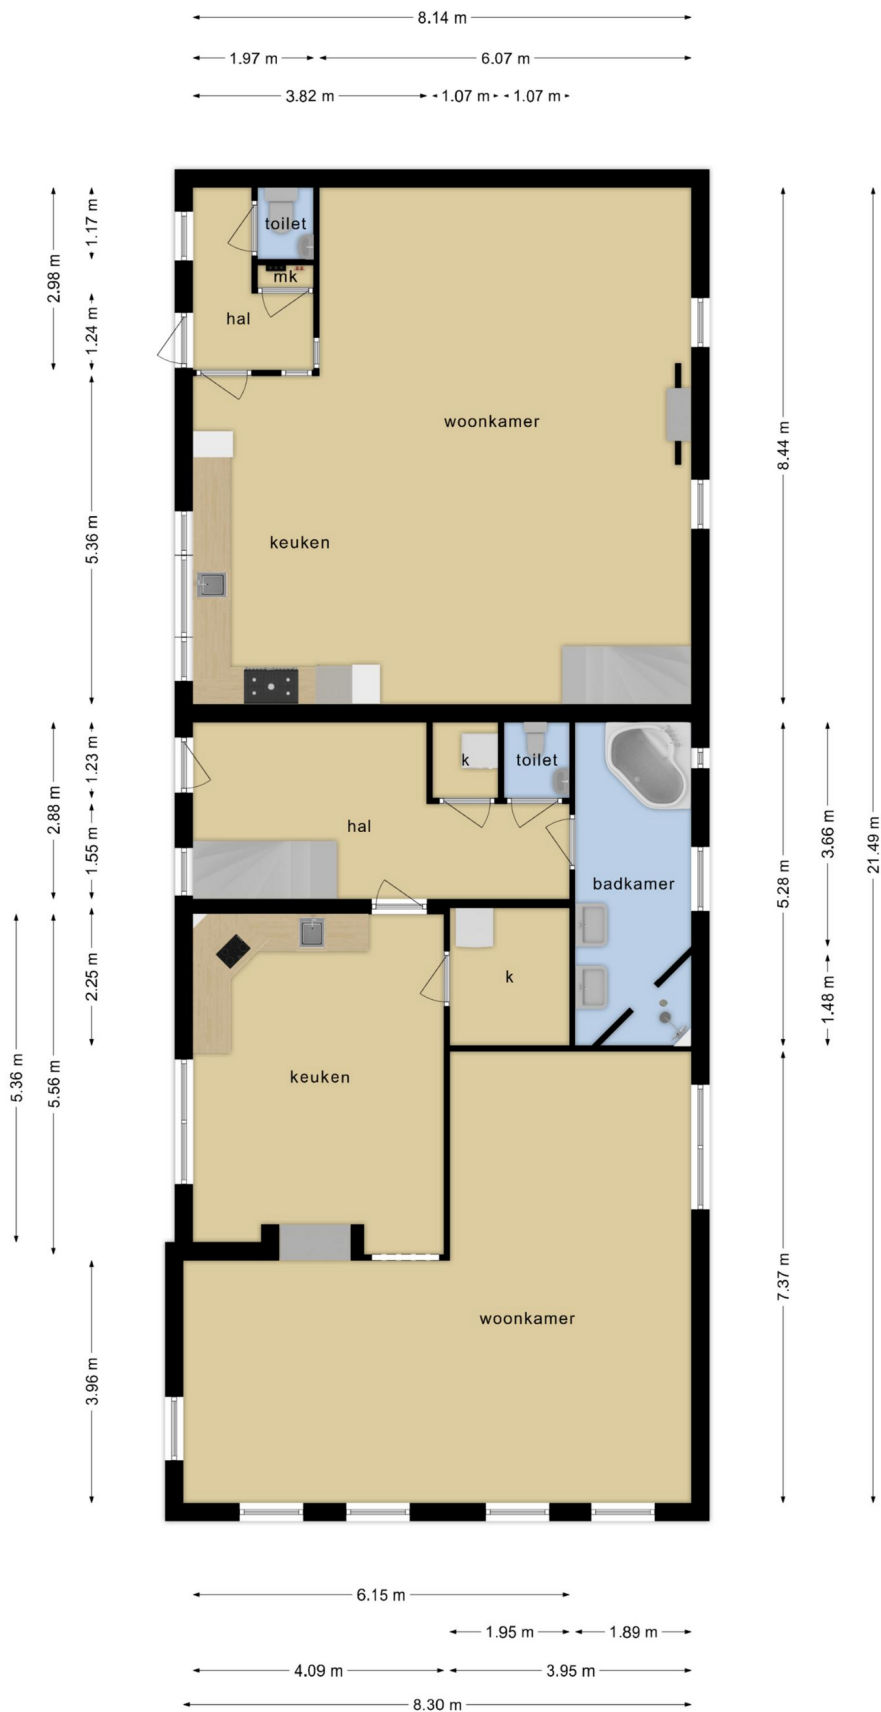 8.14 m
1.97 m
6.07 m
3.82 m
1.07 m
1.07 m
2.98 m
1.17 m
1.24 m
5.36 m
toilet
mk
hal
woonkamer
keuken
8.44 m
21.49 m
2.88 m
1.23 m
1.55 m
k
toilet
hal
badkamer
5.28 m
3.66 m
1.48 m
5.36 m
5.56 m
2.25 m
k
keuken
woonkamer
3.96 m
7.37 m
6.15 m
1.95 m
1.89 m
4.09 m
3.95 m
8.30 m